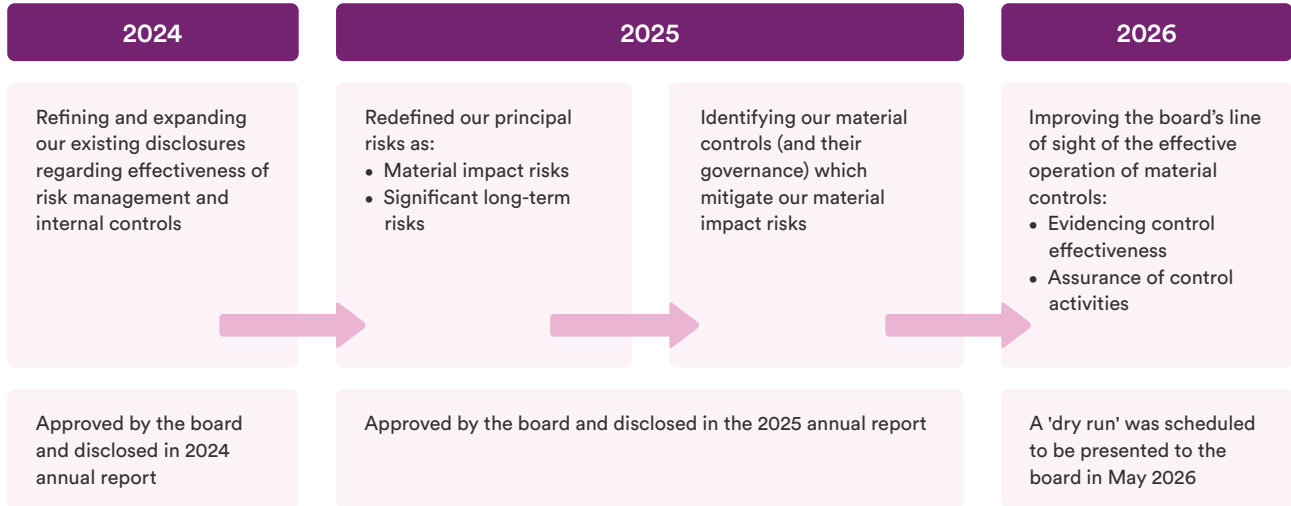 2024
2025
2026
Refining and expanding
our existing disclosures
regarding effectiveness of
risk management and
internal controls
Redefined our principal
risks as:
• Material impact risks
• Significant long-term
risks
Identifying our material
controls (and their
governance) which
mitigate our material
impact risks
Improving the board’s line
of sight of the effective
operation of material
controls:
• Evidencing control
effectiveness
• Assurance of control
activities
Approved by the board
and disclosed in 2024
annual report
Approved by the board and disclosed in the 2025 annual report
A 'dry run' was scheduled
to be presented to the
board in May 2026